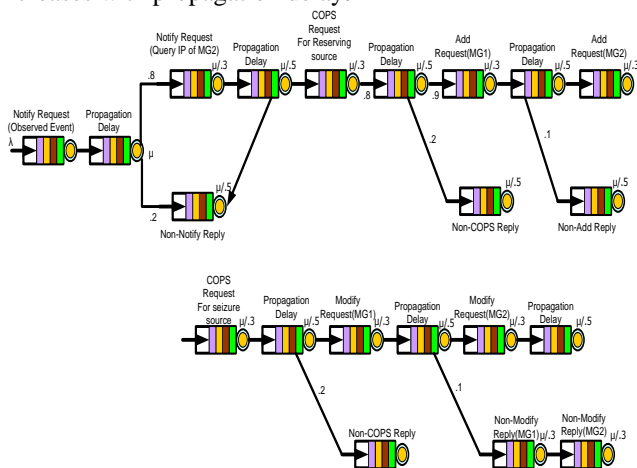 Notify Request
(Query IP of MG2)
Propagation
Delay
COPS
Request
For Reserving
source
Propagation
Delay
Add
Request(MG1)
Propagation
Delay
Add
Request(MG2)
μ/.3
μ/.5
μ/.3
μ/.5
μ/.3
μ/.5
μ/.3
.8
.8
.9
Notify Request
(Observed Event)
Propagation
Delay
λ
μ
.2
.2
.1
μ/.5
Non-Notify Reply
μ/.5
Non-COPS Reply
μ/.5
Non-Add Reply
COPS
Request
For seizure
source
Propagation
Delay
Modify
Request(MG1)
Propagation
Delay
Modify
Request(MG2)
Propagation
Delay
μ/.3
μ/.5
μ/.3
μ/.5
μ/.3
μ/.5
.2
.1
Non-COPS Reply
Non-Modify
Reply(MG1)
μ/.3
Non-Modify
Reply(MG2)
μ/.3